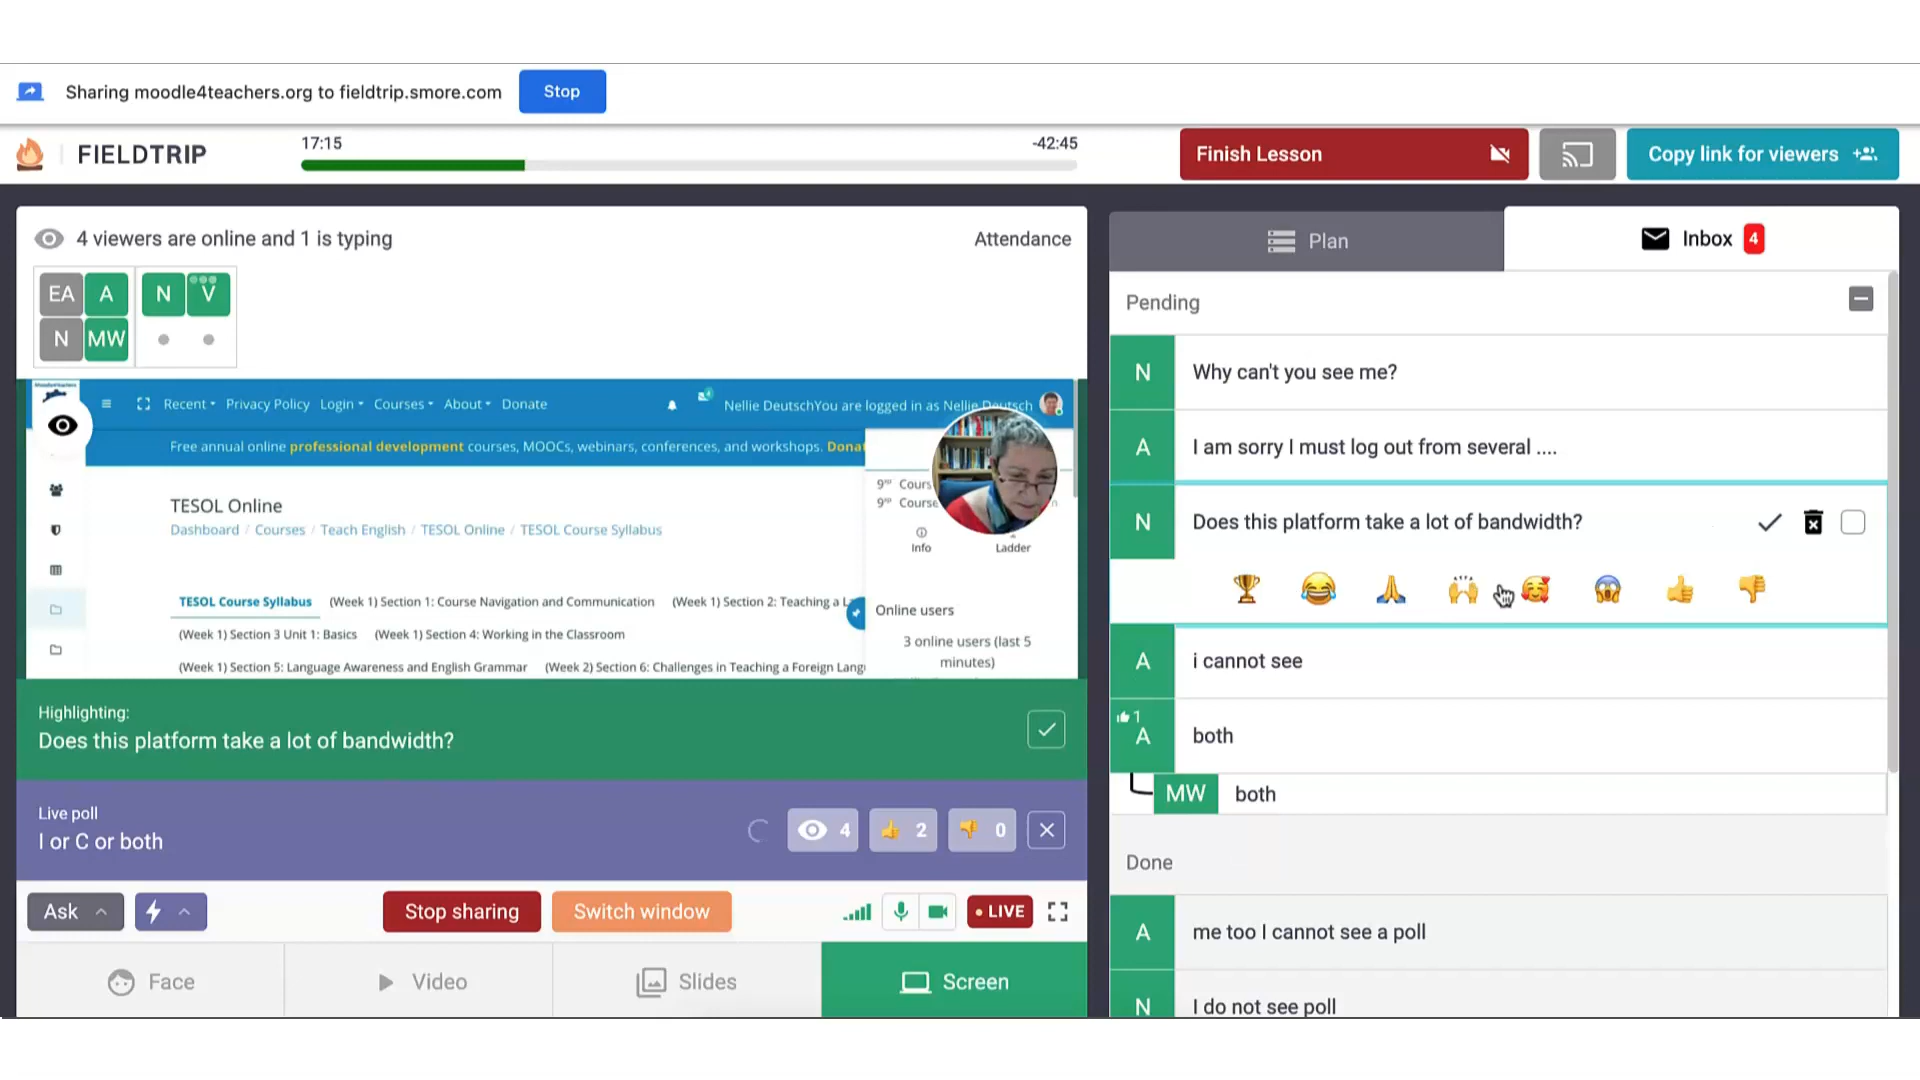 Sharing moodle4teachers.org to fieldtrip.smore.com
Stop
FIELDTRIP
17:15
-42:45
Finish Lesson
Copy link for viewers
4 viewers are online and 1 is typing
Attendance
EA A N V
N MW
Recent Privacy Policy Login Courses About Donate
Nellie DeutschYou are logged in as Nellie Deutsch
Free annual online professional development courses, MOOCs, webinars, conferences, and workshops. Donat
TESOL Online
Dashboard / Courses / Teach English / TESOL Online / TESOL Course Syllabus
Info
Ladder
TESOL Course Syllabus (Week 1) Section 1: Course Navigation and Communication (Week 1) Section 2: Teaching a L
(Week 1) Section 3 Unit 1: Basics (Week 1) Section 4: Working in the Classroom
(Week 1) Section 5: Language Awareness and English Grammar (Week 2) Section 6: Challenges in Teaching a Foreign Lang
Online users
3 online users (last 5
minutes)
Highlighting:
Does this platform take a lot of bandwidth?
Live poll
I or C or both
4
2
0
Ask
Stop sharing
Switch window
LIVE
Face
Video
Slides
Screen
Plan
Inbox 4
Pending
N Why can't you see me?
A I am sorry I must log out from several ....
N Does this platform take a lot of bandwidth?
A i cannot see
1
A both
MW both
Done
A me too I cannot see a poll
N I do not see poll